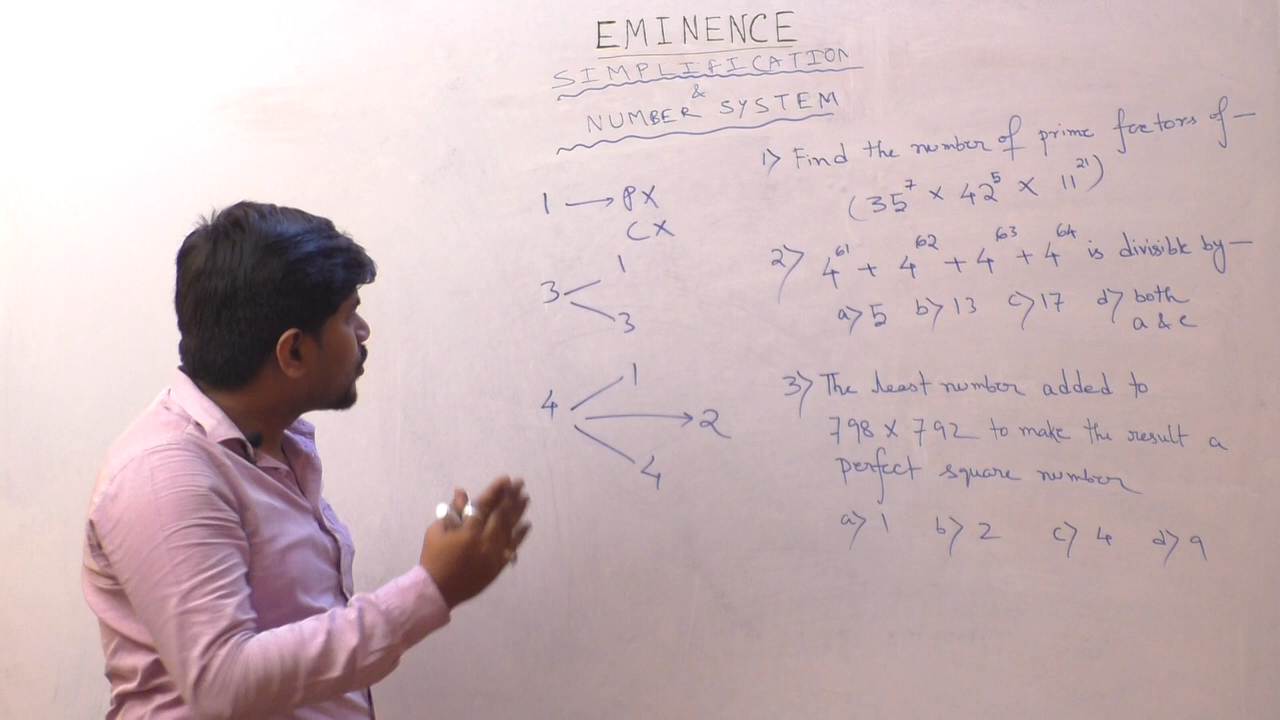 EMINENCE
SIMPLIFICATION
&
NUMBER SYSTEM
1 → PX
CX
3
1
3
4
1
2
4
1) Find the number of prime factors of -
(35⁷ × 42⁵ × 11²¹)
2) 4⁶¹ + 4⁶² + 4⁶³ + 4⁶⁴ is divisible by -
a) 5 b) 13 c) 17 d) both
a & c
3) The least number added to
798 × 792 to make the result a
perfect square number
a) 1 b) 2 c) 4 d) 9